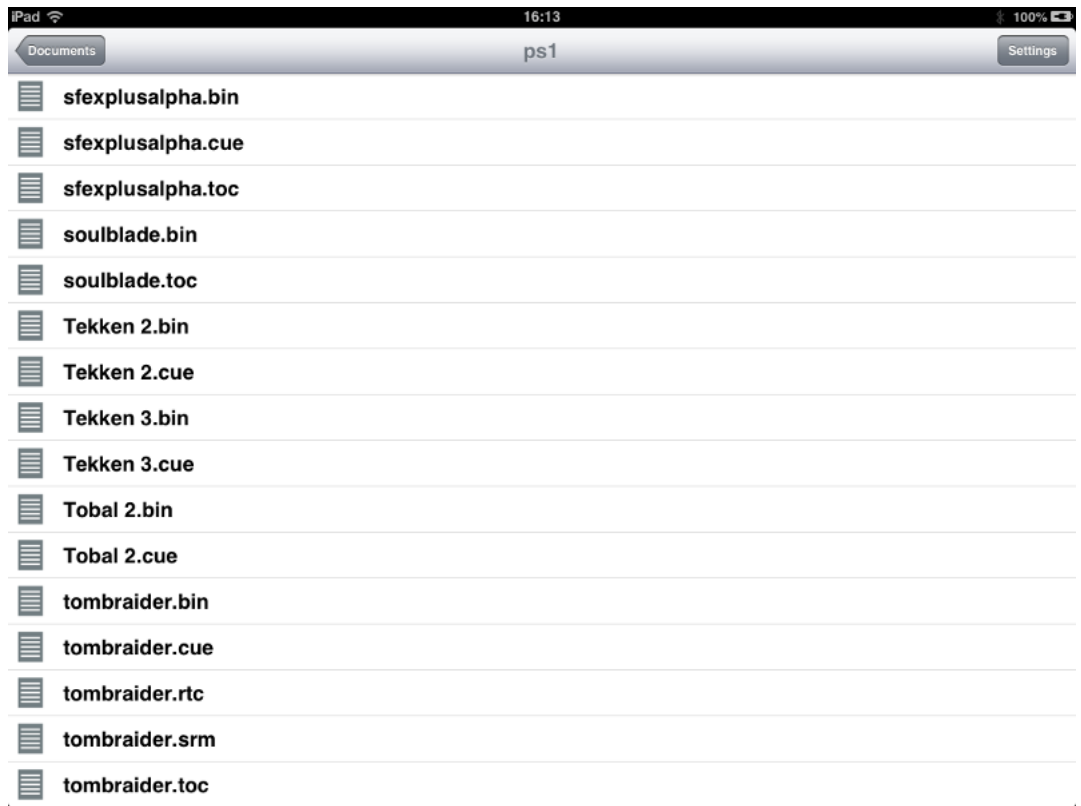 iPad 16:13 100%
Documents ps1 Settings
sfexplusalpha.bin
sfexplusalpha.cue
sfexplusalpha.toc
soulblade.bin
soulblade.toc
Tekken 2.bin
Tekken 2.cue
Tekken 3.bin
Tekken 3.cue
Tobal 2.bin
Tobal 2.cue
tombraider.bin
tombraider.cue
tombraider.rtc
tombraider.srm
tombraider.toc